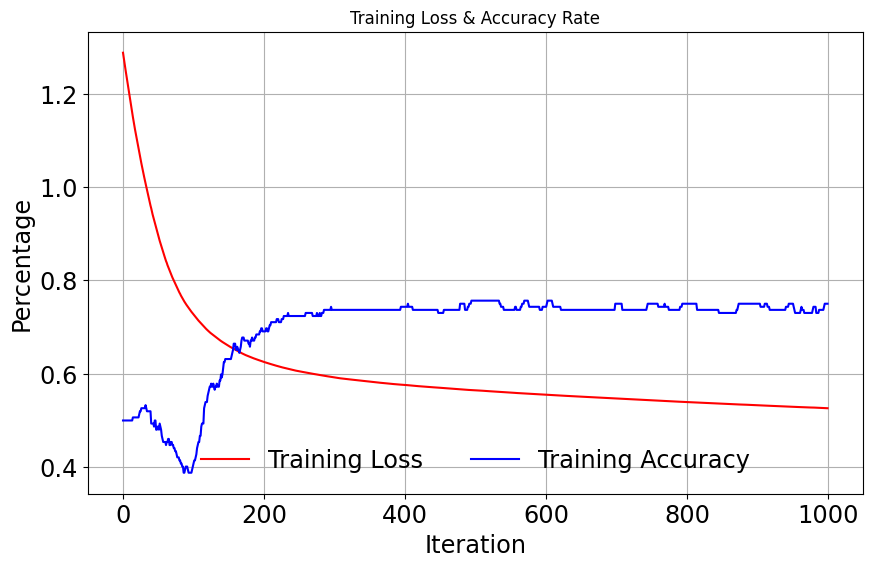 Training Loss & Accuracy Rate
1.2
1.0
0.8
0.6
0.4
Percentage
Training Loss
Training Accuracy
0 200 400 600 800 1000
Iteration